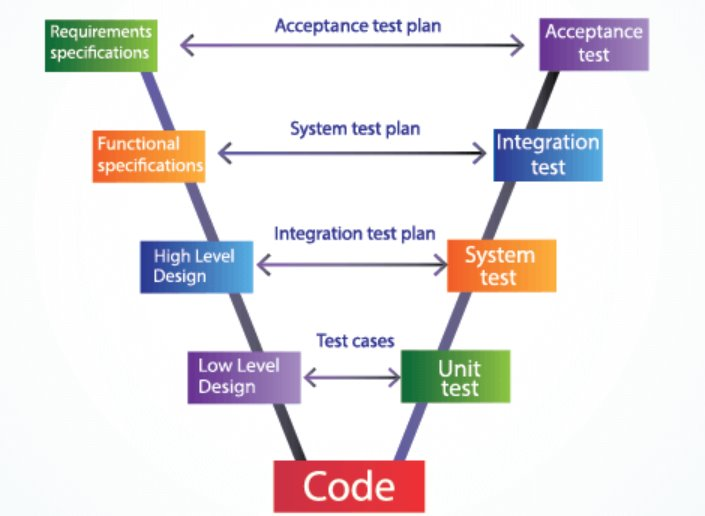 Requirements
specifications
Acceptance test plan
Acceptance
test
Functional
specifications
System test plan
Integration
test
High Level
Design
Integration test plan
System
test
Low Level
Design
Test cases
Unit
test
Code